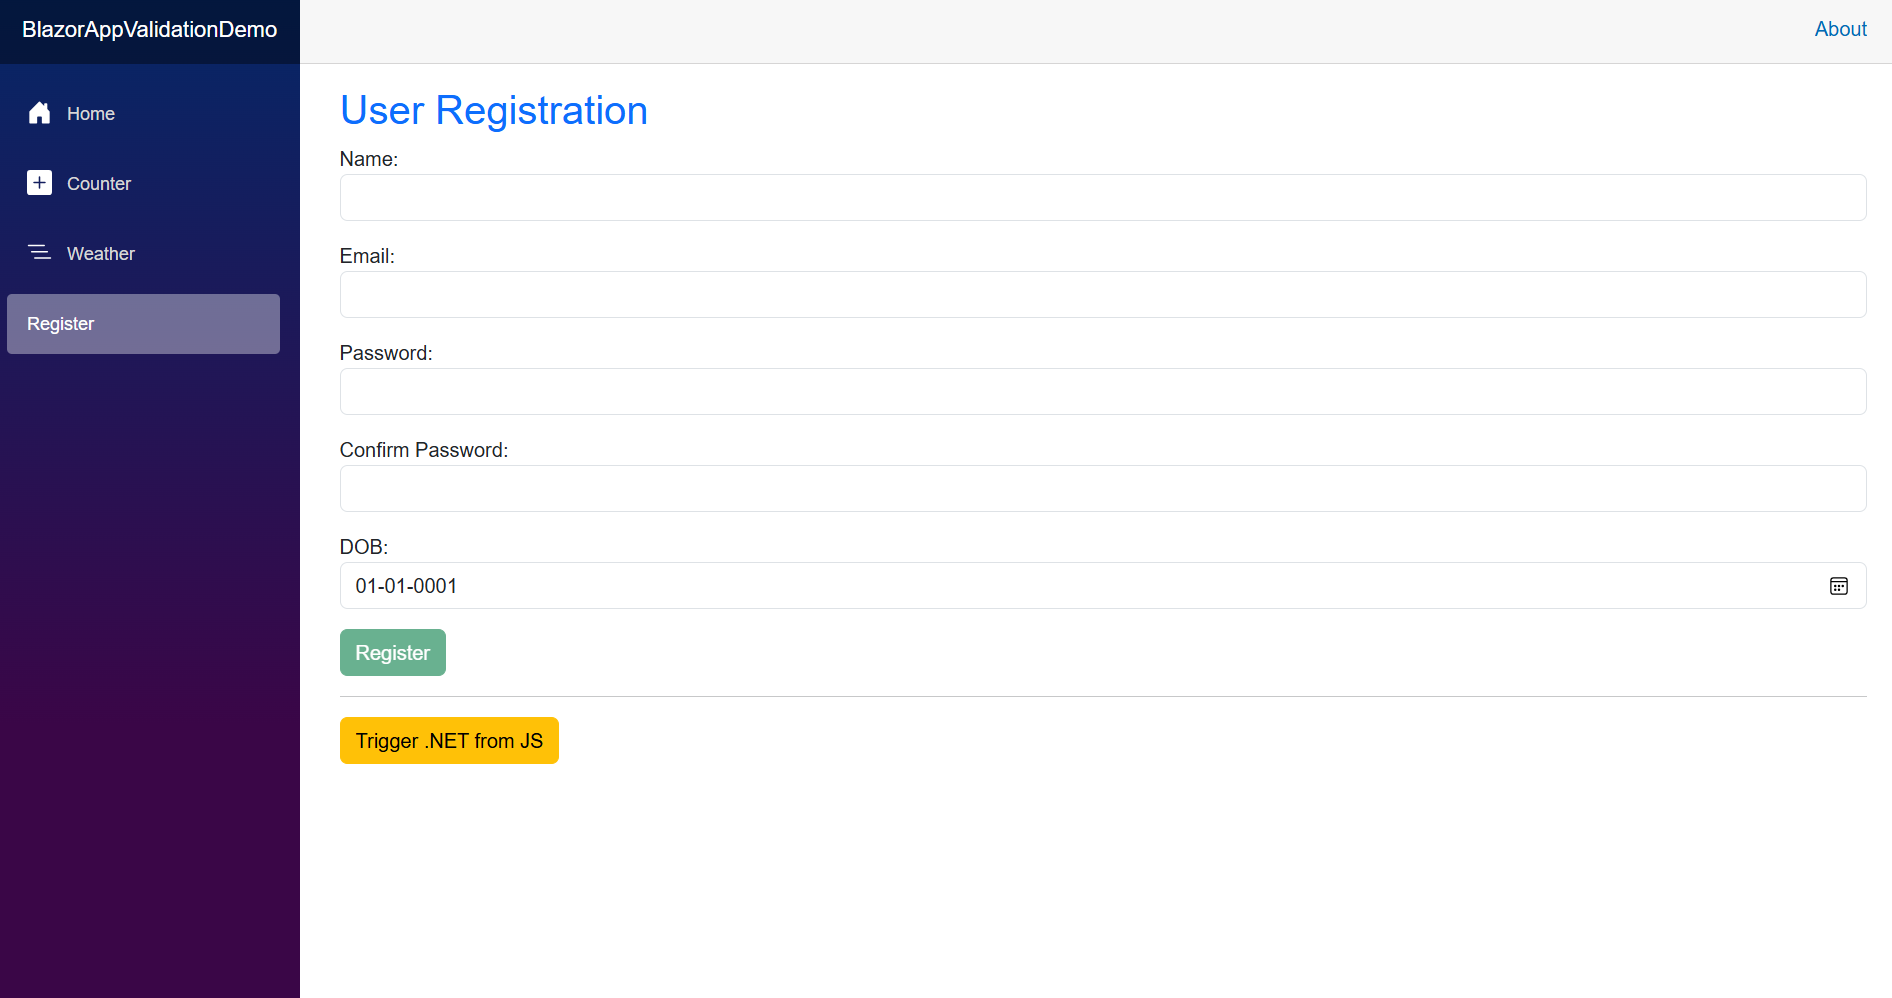 BlazorAppValidationDemo
About
Home
Counter
Weather
Register
User Registration
Name:
Email:
Password:
Confirm Password:
DOB:
01-01-0001
Register
Trigger .NET from JS